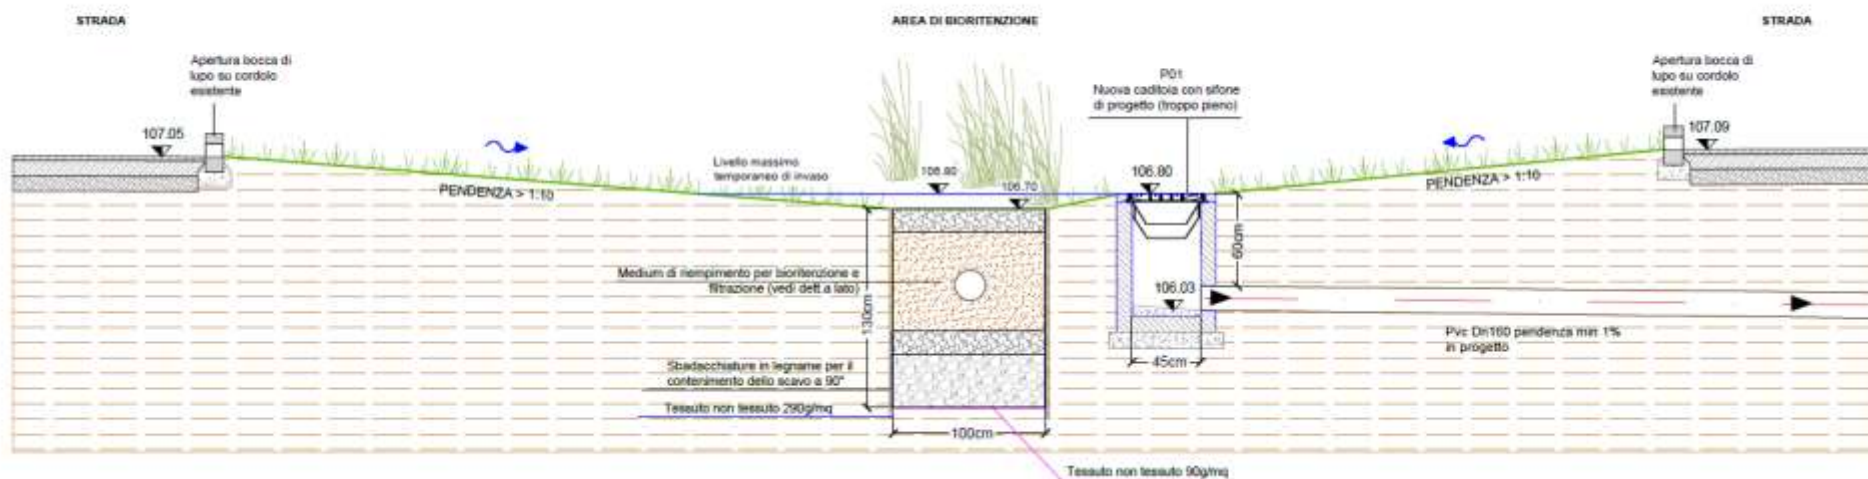 STRADA
AREA DI BIORITENZIONE
STRADA
Apertura bocca di
lupo su cordolo
esistente
P01
Nuova caditoia con sifone
di progetto (troppo pieno)
Apertura bocca di
lupo su cordolo
esistente
107.05
107.09
Livello massimo
temporaneo di invaso
106.80
106.70
106.80
PENDENZA > 1:10
PENDENZA > 1:10
60cm
Medium di riempimento per bioritenzione e
filtrazione (vedi dett.a lato)
130cm
106.03
Pvc Dn160 pendenza min 1%
in progetto
45cm
Sbadacchiature in legname per il
contenimento dello scavo a 90°
Tessuto non tessuto 290g/mq
100cm
Tessuto non tessuto 90g/mq